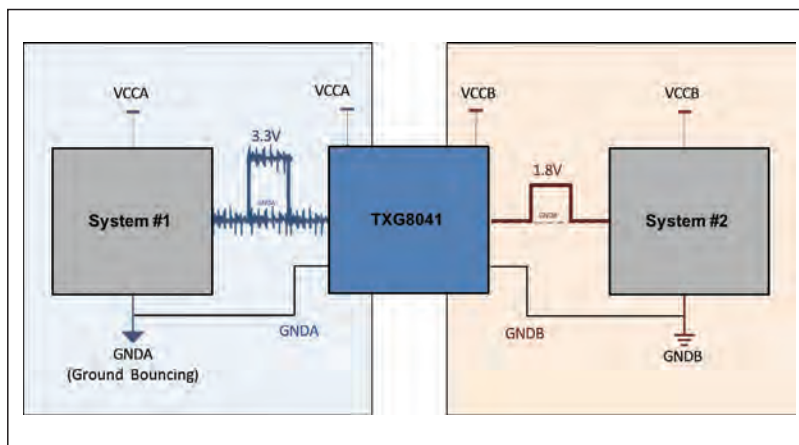 VCCA
VCCA
VCCB
VCCB
3.3V
1.8V
GNDA
GNDB
System #1
TXG8041
System #2
GNDA
GNDB
GNDA
(Ground Bouncing)
GNDB